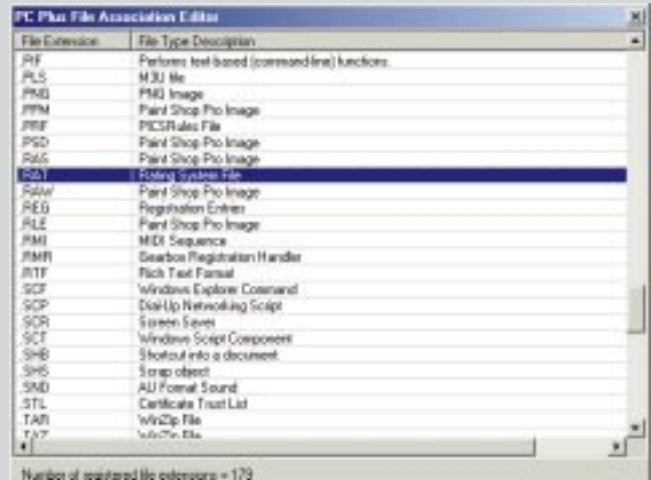 PC Plus File Association Editor
File Extension File Type Description
.PIF Performs text-based (command-line) functions.
.PLS M3U file
.PNG PNG Image
.PPM Paint Shop Pro Image
.PRF PICSRules File
.PSD Paint Shop Pro Image
.RAS Paint Shop Pro Image
.RAT Rating System File
.RAW Paint Shop Pro Image
.REG Registration Entries
.RLE Paint Shop Pro Image
.RMI MIDI Sequence
.RMR Gearbox Registration Handler
.RTF Rich Text Format
.SCF Windows Explorer Command
.SCP Dial-Up Networking Script
.SCR Screen Saver
.SCT Windows Script Component
.SHB Shortcut into a document
.SHS Scrap object
.SND AU Format Sound
.STL Certificate Trust List
.TAR WinZip File
.TAZ WinZip File
Number of registered file extensions = 179